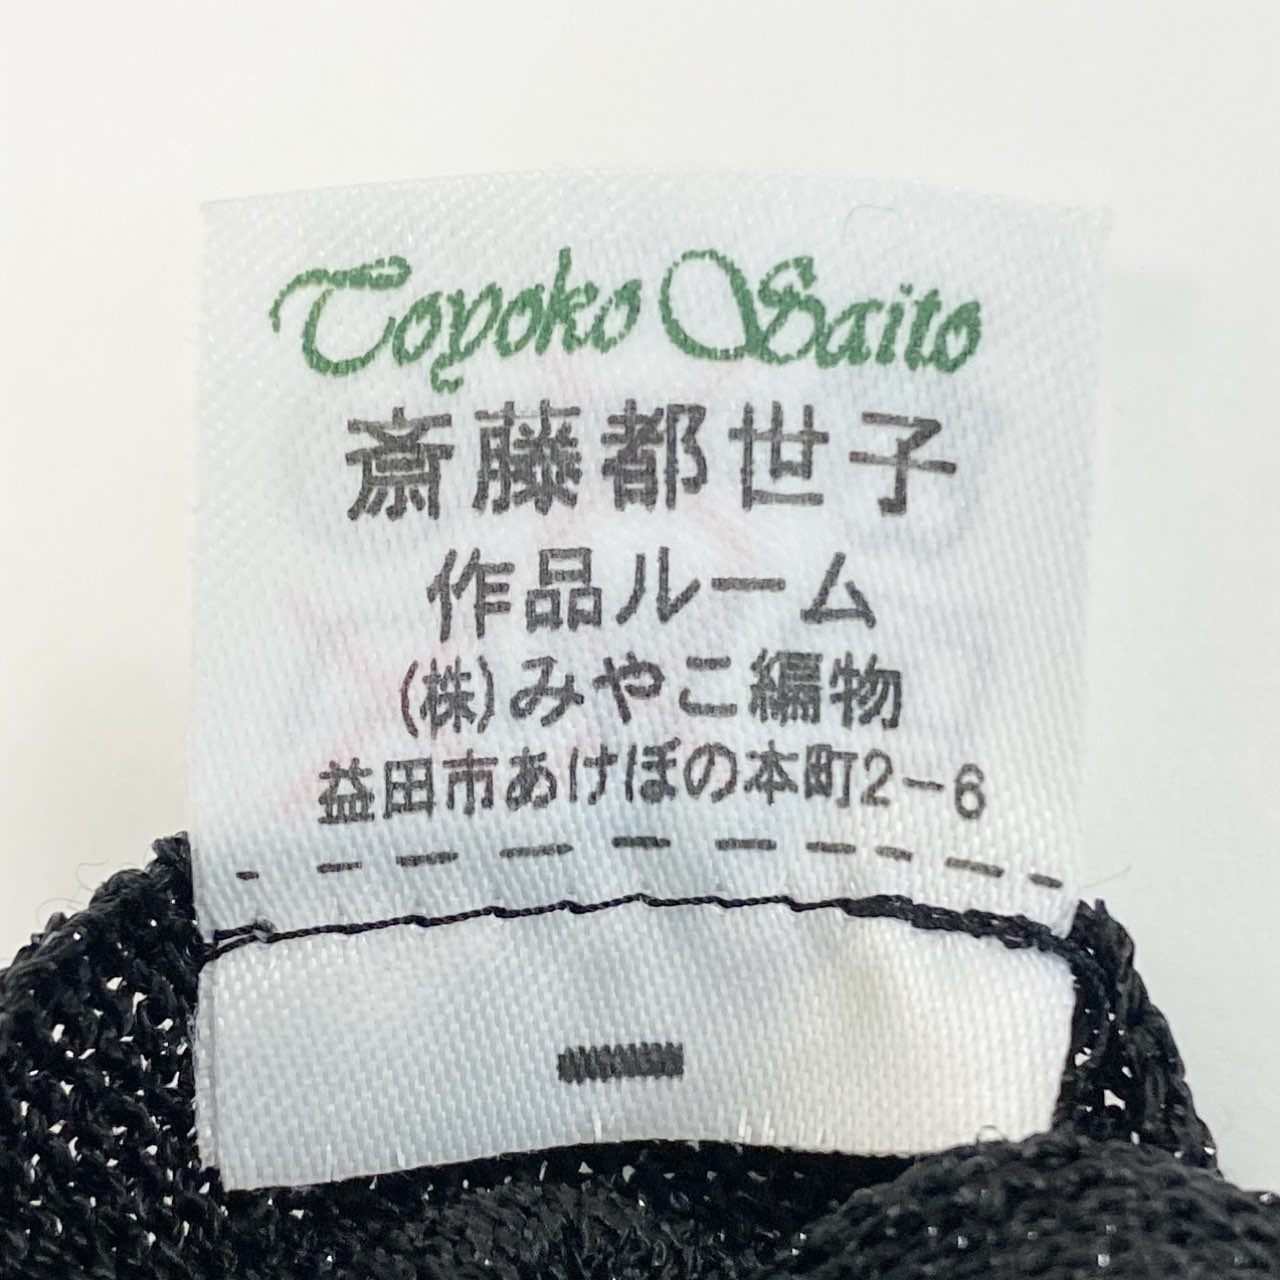 Toyoko Saito
斎藤都世子
作品ルーム
(株)みやこ編物
益田市あけぼの本町2-6